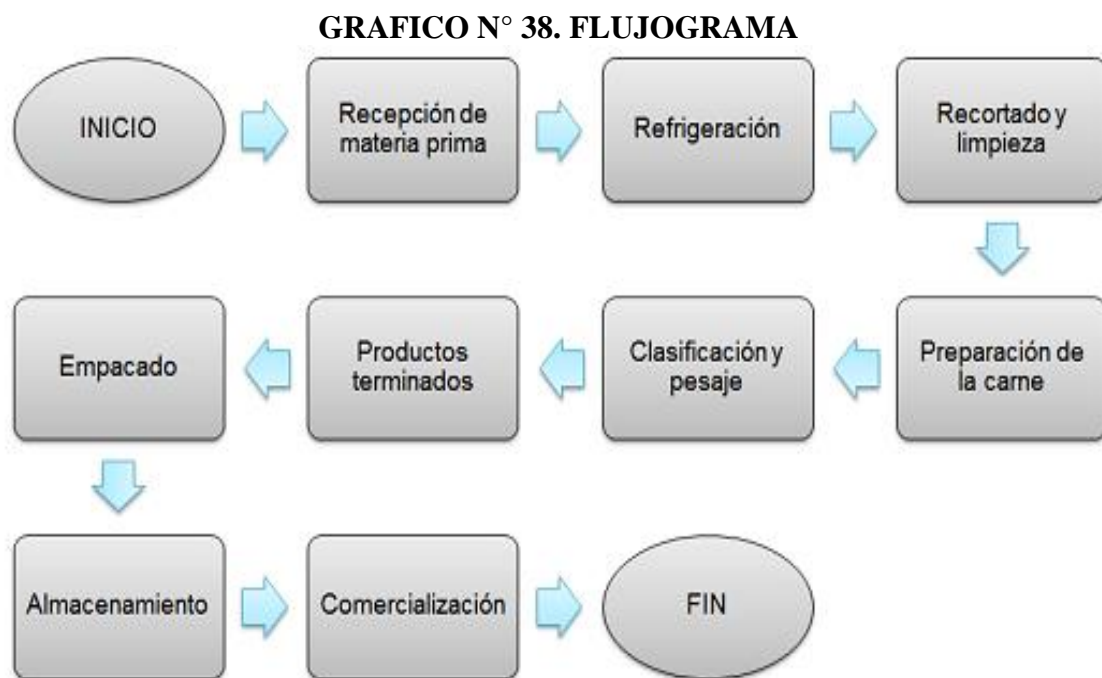 GRAFICO N° 38. FLUJOGRAMA
INICIO
Recepción de
materia prima
Refrigeración
Recortado y
limpieza
Preparación de
la carne
Clasificación y
pesaje
Productos
terminados
Empacado
Almacenamiento
Comercialización
FIN